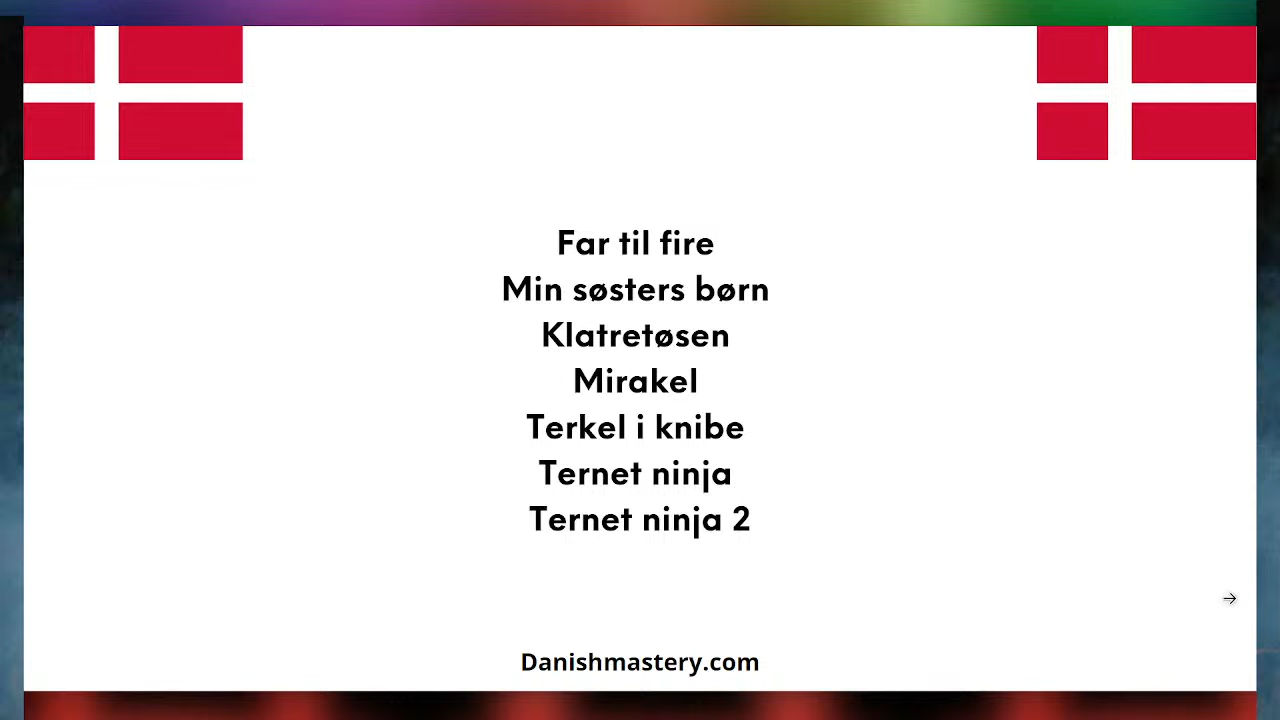 Far til fire
Min søsters børn
Klatretøsen
Mirakel
Terkel i knibe
Ternet ninja
Ternet ninja 2
Danishmastery.com